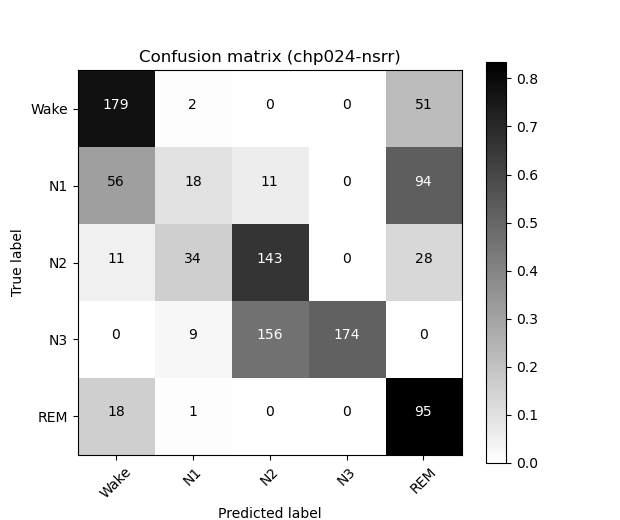 Confusion matrix (chp024-nsrr)
True label
Wake 179 2 0 0 51
N1 56 18 11 0 94
N2 11 34 143 0 28
N3 0 9 156 174 0
REM 18 1 0 0 95
Wake N1 N2 N3 REM
Predicted label
0.8
0.7
0.6
0.5
0.4
0.3
0.2
0.1
0.0